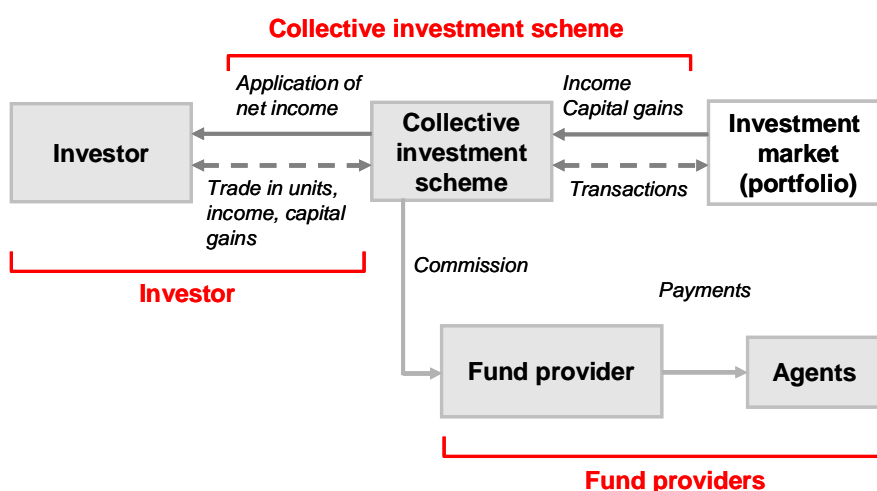 Collective investment scheme
Application of
net income
Income
Capital gains
Investor
Collective
investment
scheme
Investment
market
(portfolio)
Trade in units,
income, capital
gains
Transactions
Investor
Commission
Payments
Fund provider
Agents
Fund providers